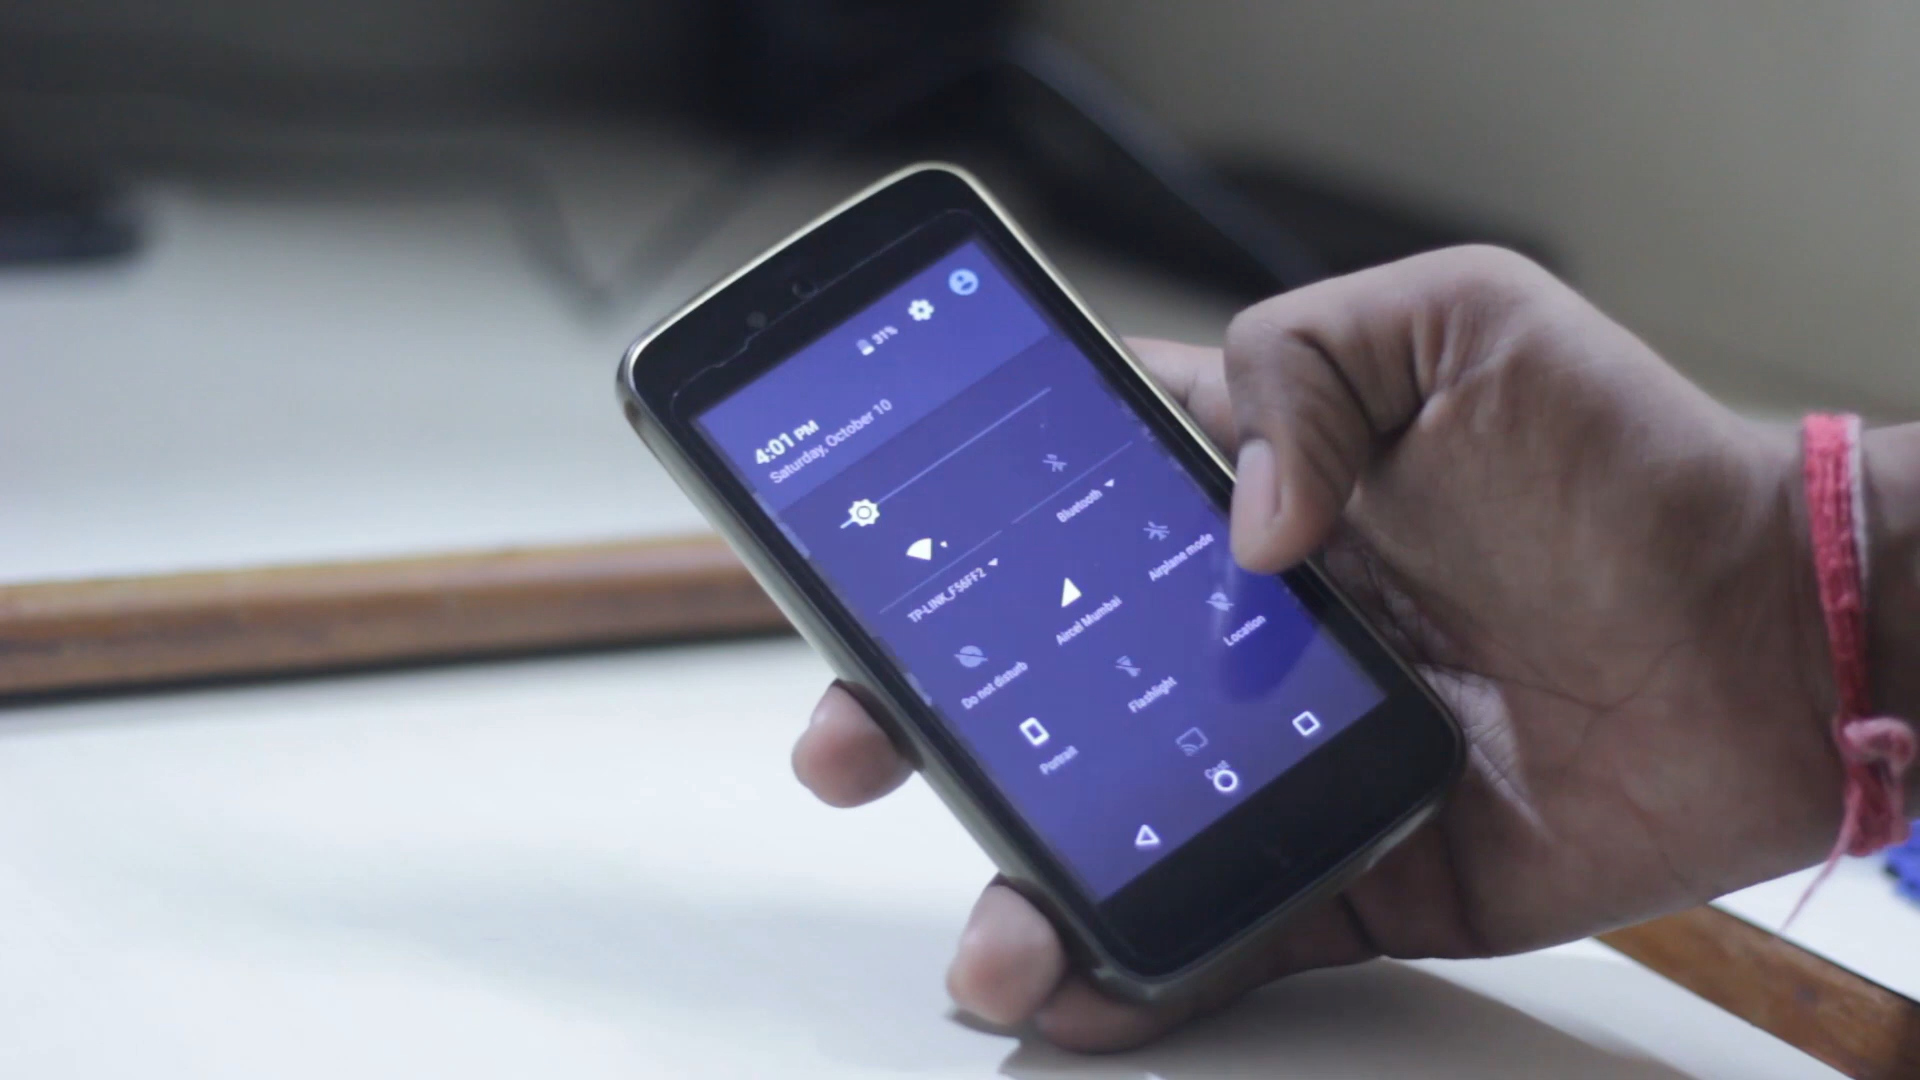 31%
4:01 PM
Saturday, October 10
Bluetooth
TP-LINK_F56FF2
Aircel Mumbai
Airplane mode
Do not disturb
Flashlight
Location
Portrait
Cast